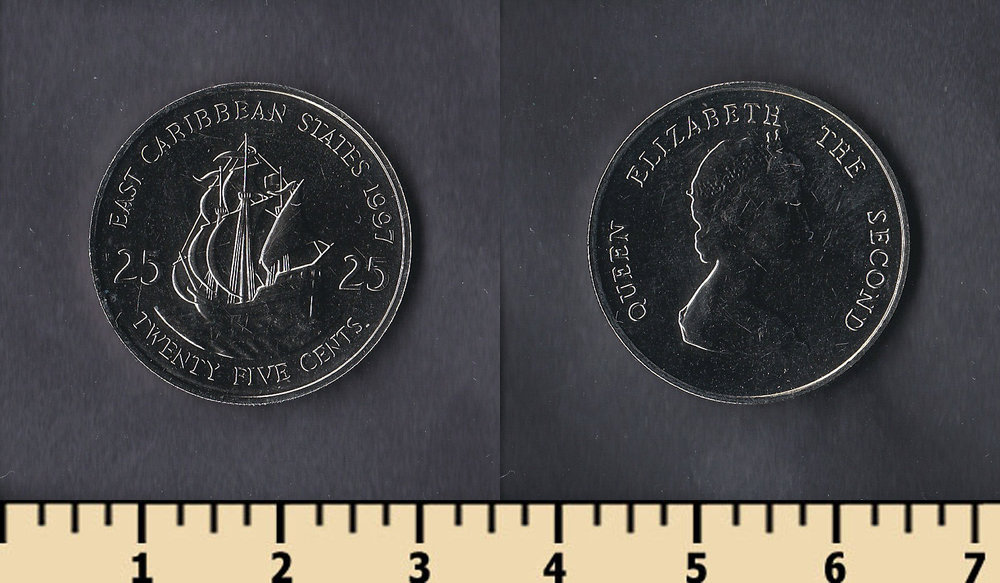 EAST CARIBBEAN STATES 1997
25 25
TWENTY FIVE CENTS.
QUEEN ELIZABETH THE SECOND
1 2 3 4 5 6 7